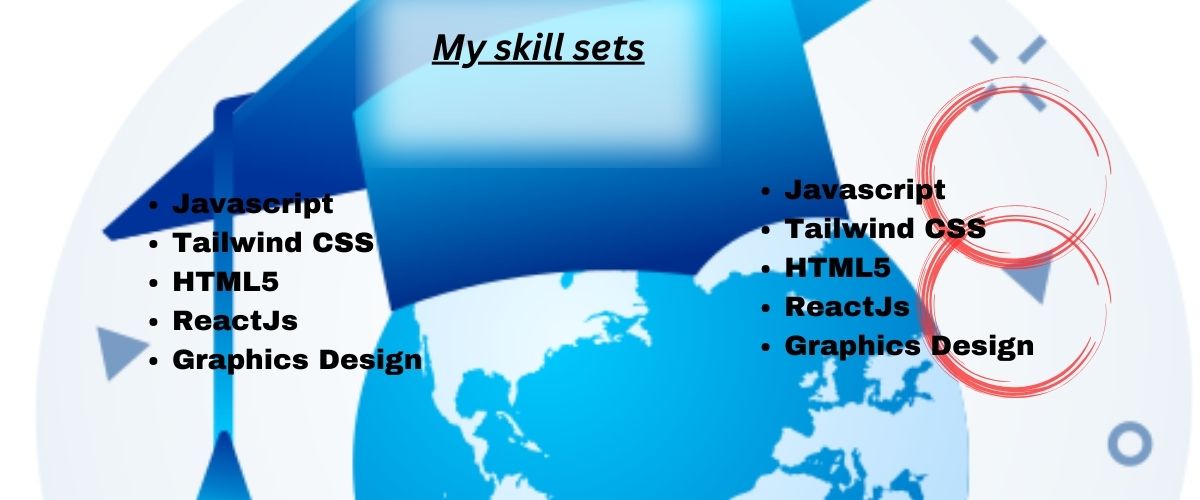 My skill sets
• Javascript
• Tailwind CSS
• HTML5
• ReactJs
• Graphics Design
• Javascript
• Tailwind CSS
• HTML5
• ReactJs
• Graphics Design